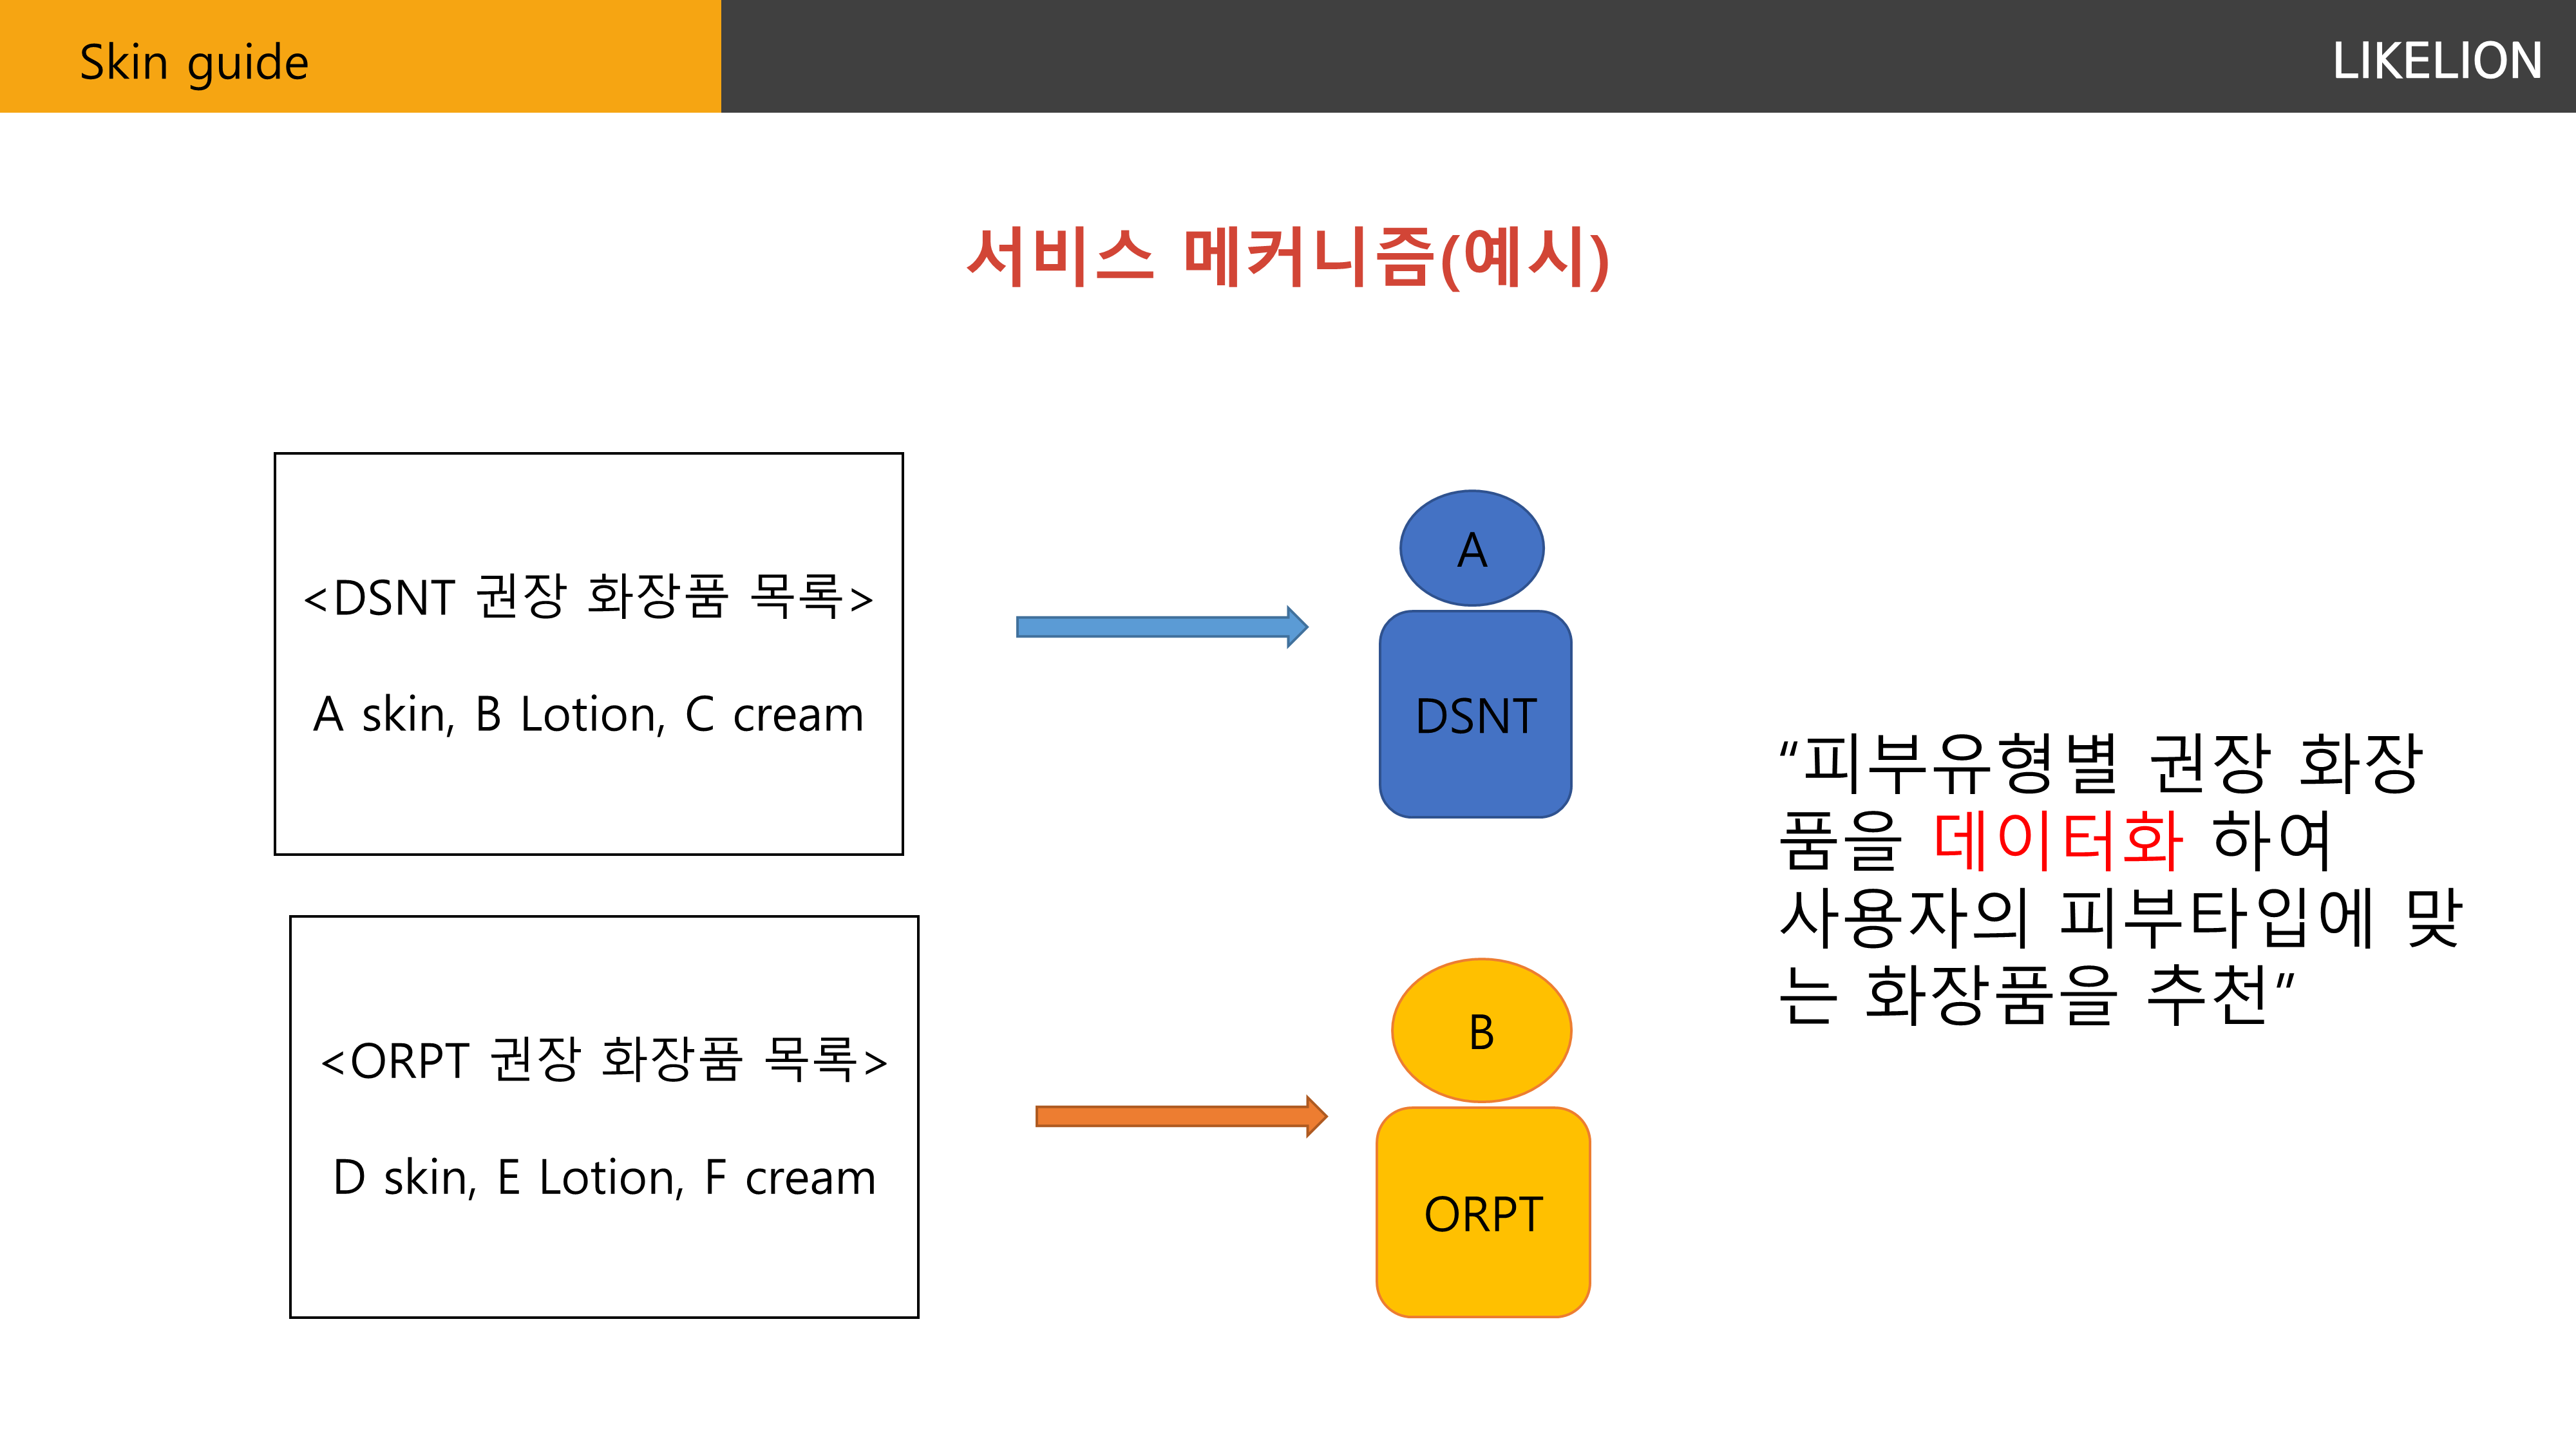 Skin guide
LIKELION
서비스 메커니즘(예시)
<DSNT 권장 화장품 목록>
A skin, B Lotion, C cream
A
DSNT
<ORPT 권장 화장품 목록>
D skin, E Lotion, F cream
B
ORPT
“피부유형별 권장 화장
품을 데이터화 하여
사용자의 피부타입에 맞
는 화장품을 추천”